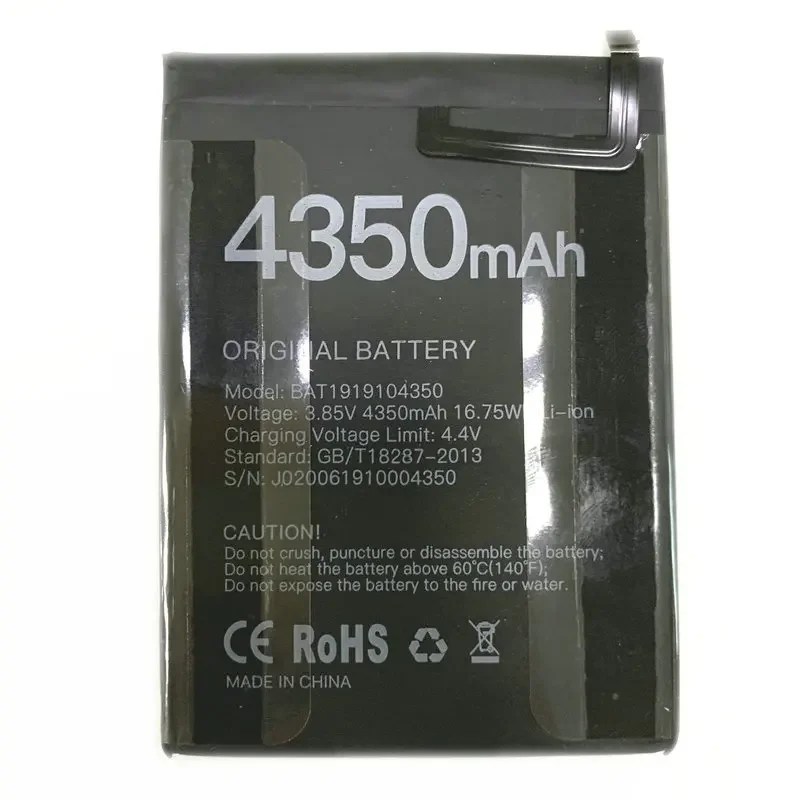 4350mAh
ORIGINAL BATTERY
Model: BAT1919104350
Voltage: 3.85V 4350mAh 16.75Wh Li-ion
Charging Voltage Limit: 4.4V
Standard: GB/T18287-2013
S/N: J020061910004350
CAUTION!
Do not crush, puncture or disassemble the battery;
Do not heat the battery above 60°C(140°F);
Do not expose the battery to the fire or water.
CE RoHS
MADE IN CHINA